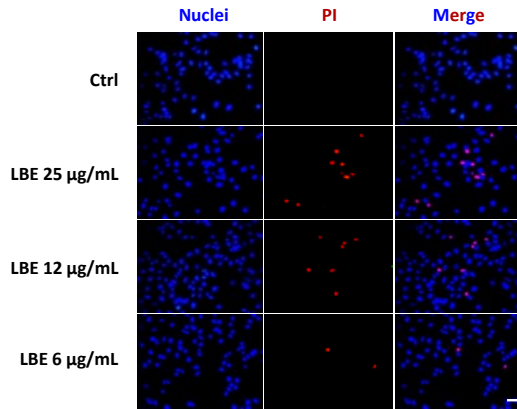 Nuclei PI Merge
Ctrl
LBE 25 µg/mL
LBE 12 µg/mL
LBE 6 µg/mL